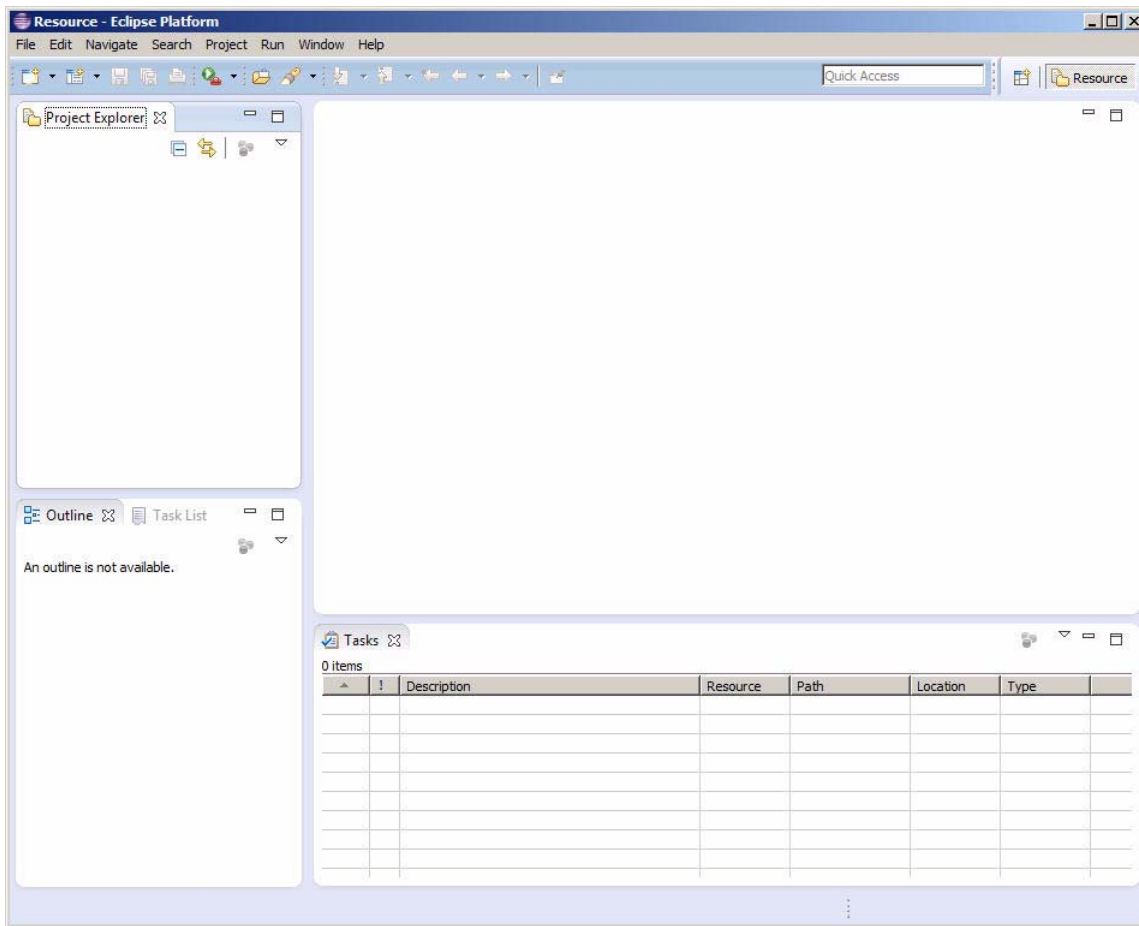 Resource - Eclipse Platform
File Edit Navigate Search Project Run Window Help
Quick Access
Resource
Project Explorer
Outline Task List
An outline is not available.
Tasks
0 items
! Description Resource Path Location Type